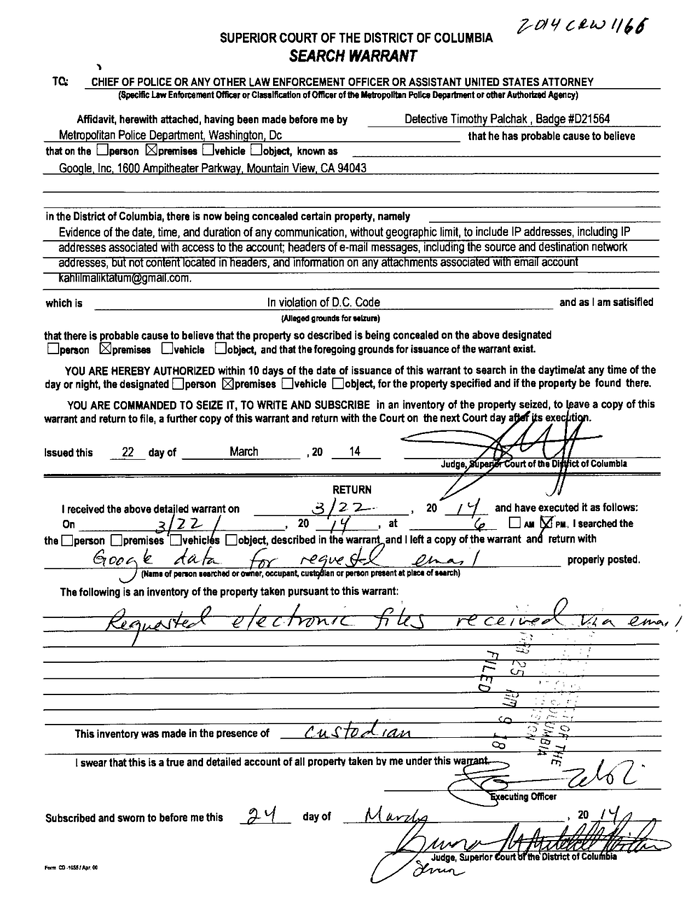 2014 CRW 1166
SUPERIOR COURT OF THE DISTRICT OF COLUMBIA
SEARCH WARRANT
TO: CHIEF OF POLICE OR ANY OTHER LAW ENFORCEMENT OFFICER OR ASSISTANT UNITED STATES ATTORNEY
(Specific Law Enforcement Officer or Classification of Officer of the Metropolitan Police Department or other Authorized Agency)
Affidavit, herewith attached, having been made before me by Detective Timothy Palchak , Badge #D21564
Metropolitan Police Department, Washington, Dc that he has probable cause to believe
that on the ☐person ☒premises ☐vehicle ☐object, known as
Google, Inc, 1600 Ampitheater Parkway, Mountain View, CA 94043
in the District of Columbia, there is now being concealed certain property, namely
Evidence of the date, time, and duration of any communication, without geographic limit, to include IP addresses, including IP
addresses associated with access to the account; headers of e-mail messages, including the source and destination network
addresses, but not content located in headers, and information on any attachments associated with email account
kahlilmaliktatum@gmail.com.
which is In violation of D.C. Code and as I am satisified
(Alleged grounds for seizure)
that there is probable cause to believe that the property so described is being concealed on the above designated
☐person ☒premises ☐vehicle ☐object, and that the foregoing grounds for issuance of the warrant exist.
YOU ARE HEREBY AUTHORIZED within 10 days of the date of issuance of this warrant to search in the daytime/at any time of the
day or night, the designated ☐person ☒premises ☐vehicle ☐object, for the property specified and if the property be found there.
YOU ARE COMMANDED TO SEIZE IT, TO WRITE AND SUBSCRIBE in an inventory of the property seized, to leave a copy of this
warrant and return to file, a further copy of this warrant and return with the Court on the next Court day after its execution.
Issued this 22 day of March , 20 14
Judge, Superior Court of the District of Columbia
RETURN
I received the above detailed warrant on 3/22 , 20 14 and have executed it as follows:
On 3/22/ , 20 14 , at 6 ☐ AM ☒ PM. I searched the
the ☐person ☐premises ☐vehicles ☐object, described in the warrant and I left a copy of the warrant and return with
Google data for requested email properly posted.
(Name of person searched or owner, occupant, custodian or person present at place of search)
The following is an inventory of the property taken pursuant to this warrant:
Requested electronic files received via email
FILED
25 AM 9 18
OF THE
COLUMBIA
This inventory was made in the presence of Custodian
I swear that this is a true and detailed account of all property taken by me under this warrant.
Executing Officer
Subscribed and sworn to before me this 24 day of March , 20 14
Judge, Superior Court of the District of Columbia
Form CD-1058 / Apr. 00